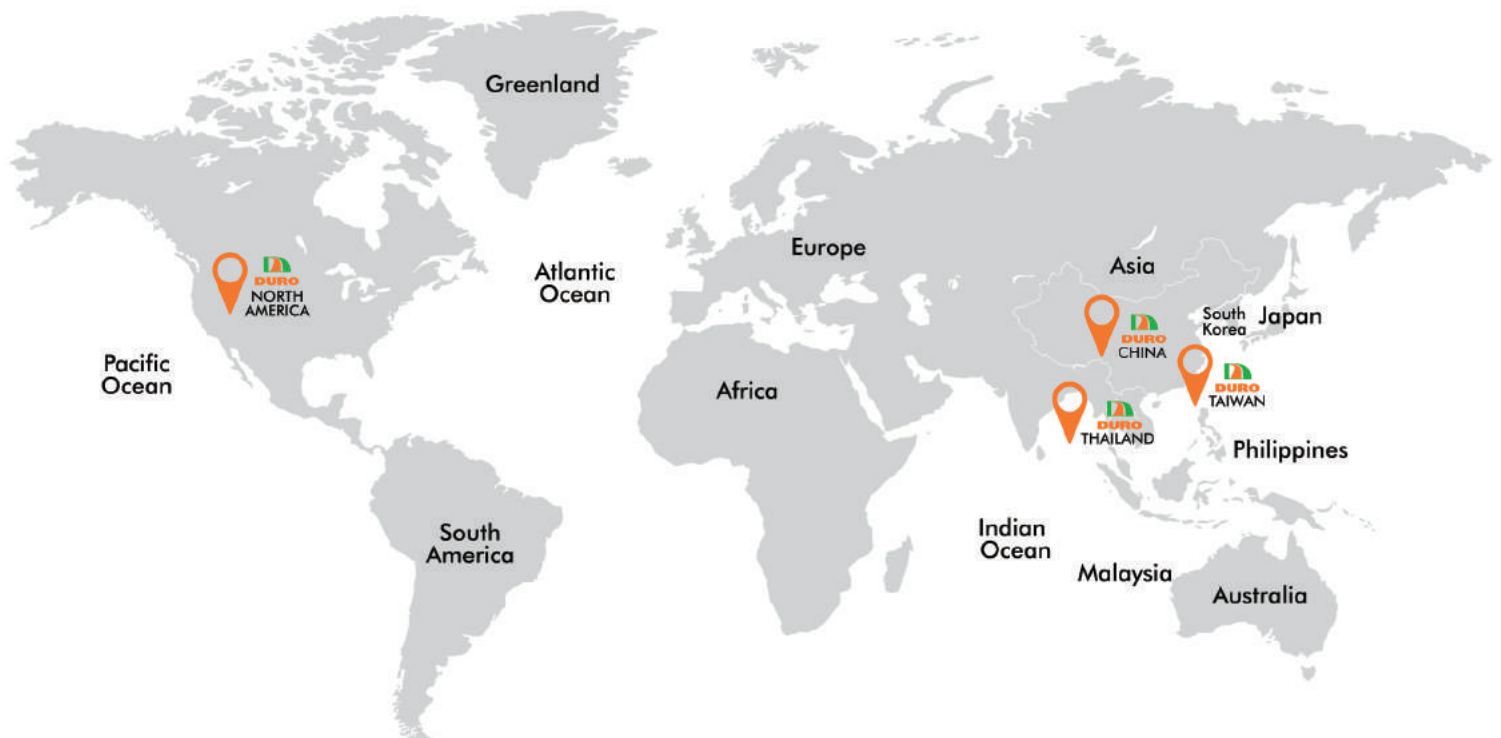 Greenland
Europe
Atlantic
Ocean
Asia
DURO
NORTH
AMERICA
South
Korea
Japan
DURO
CHINA
Pacific
Ocean
Africa
DURO
TAIWAN
DURO
THAILAND
Philippines
South
America
Indian
Ocean
Malaysia
Australia